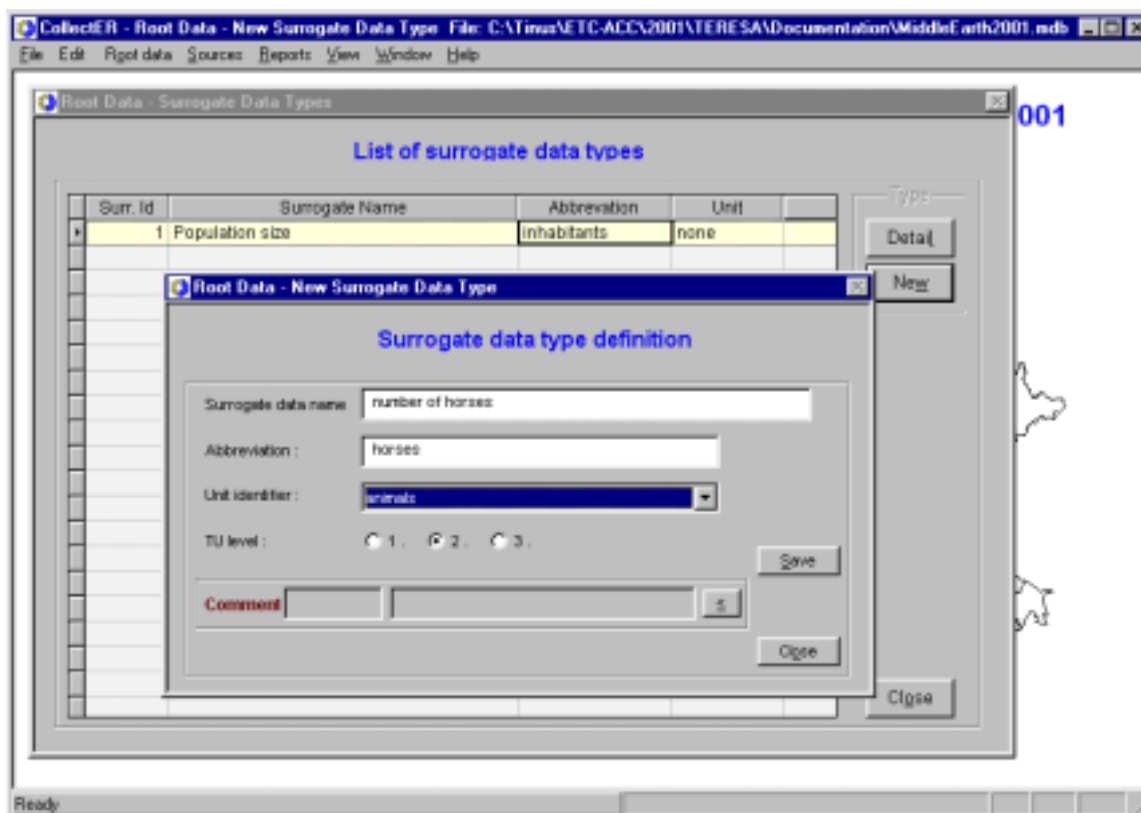 CollectER - Root Data - New Surrogate Data Type File: C:\Tinus\ETC-ACC\2001\TERESA\Documentation\MiddleEarth2001.mdb
File Edit Root data Sources Reports View Window Help
Root Data - Surrogate Data Types
001
List of surrogate data types
Type
Surr. Id Surrogate Name Abbrevation Unit
1 Population size inhabitants none
Detail
New
Root Data - New Surrogate Data Type
Surrogate data type definition
Surrogate data name number of horses
Abbreviation : horses
Unit identifier : animals
TU level : 1 . 2 . 3 .
Save
Comment
Close
Close
Ready